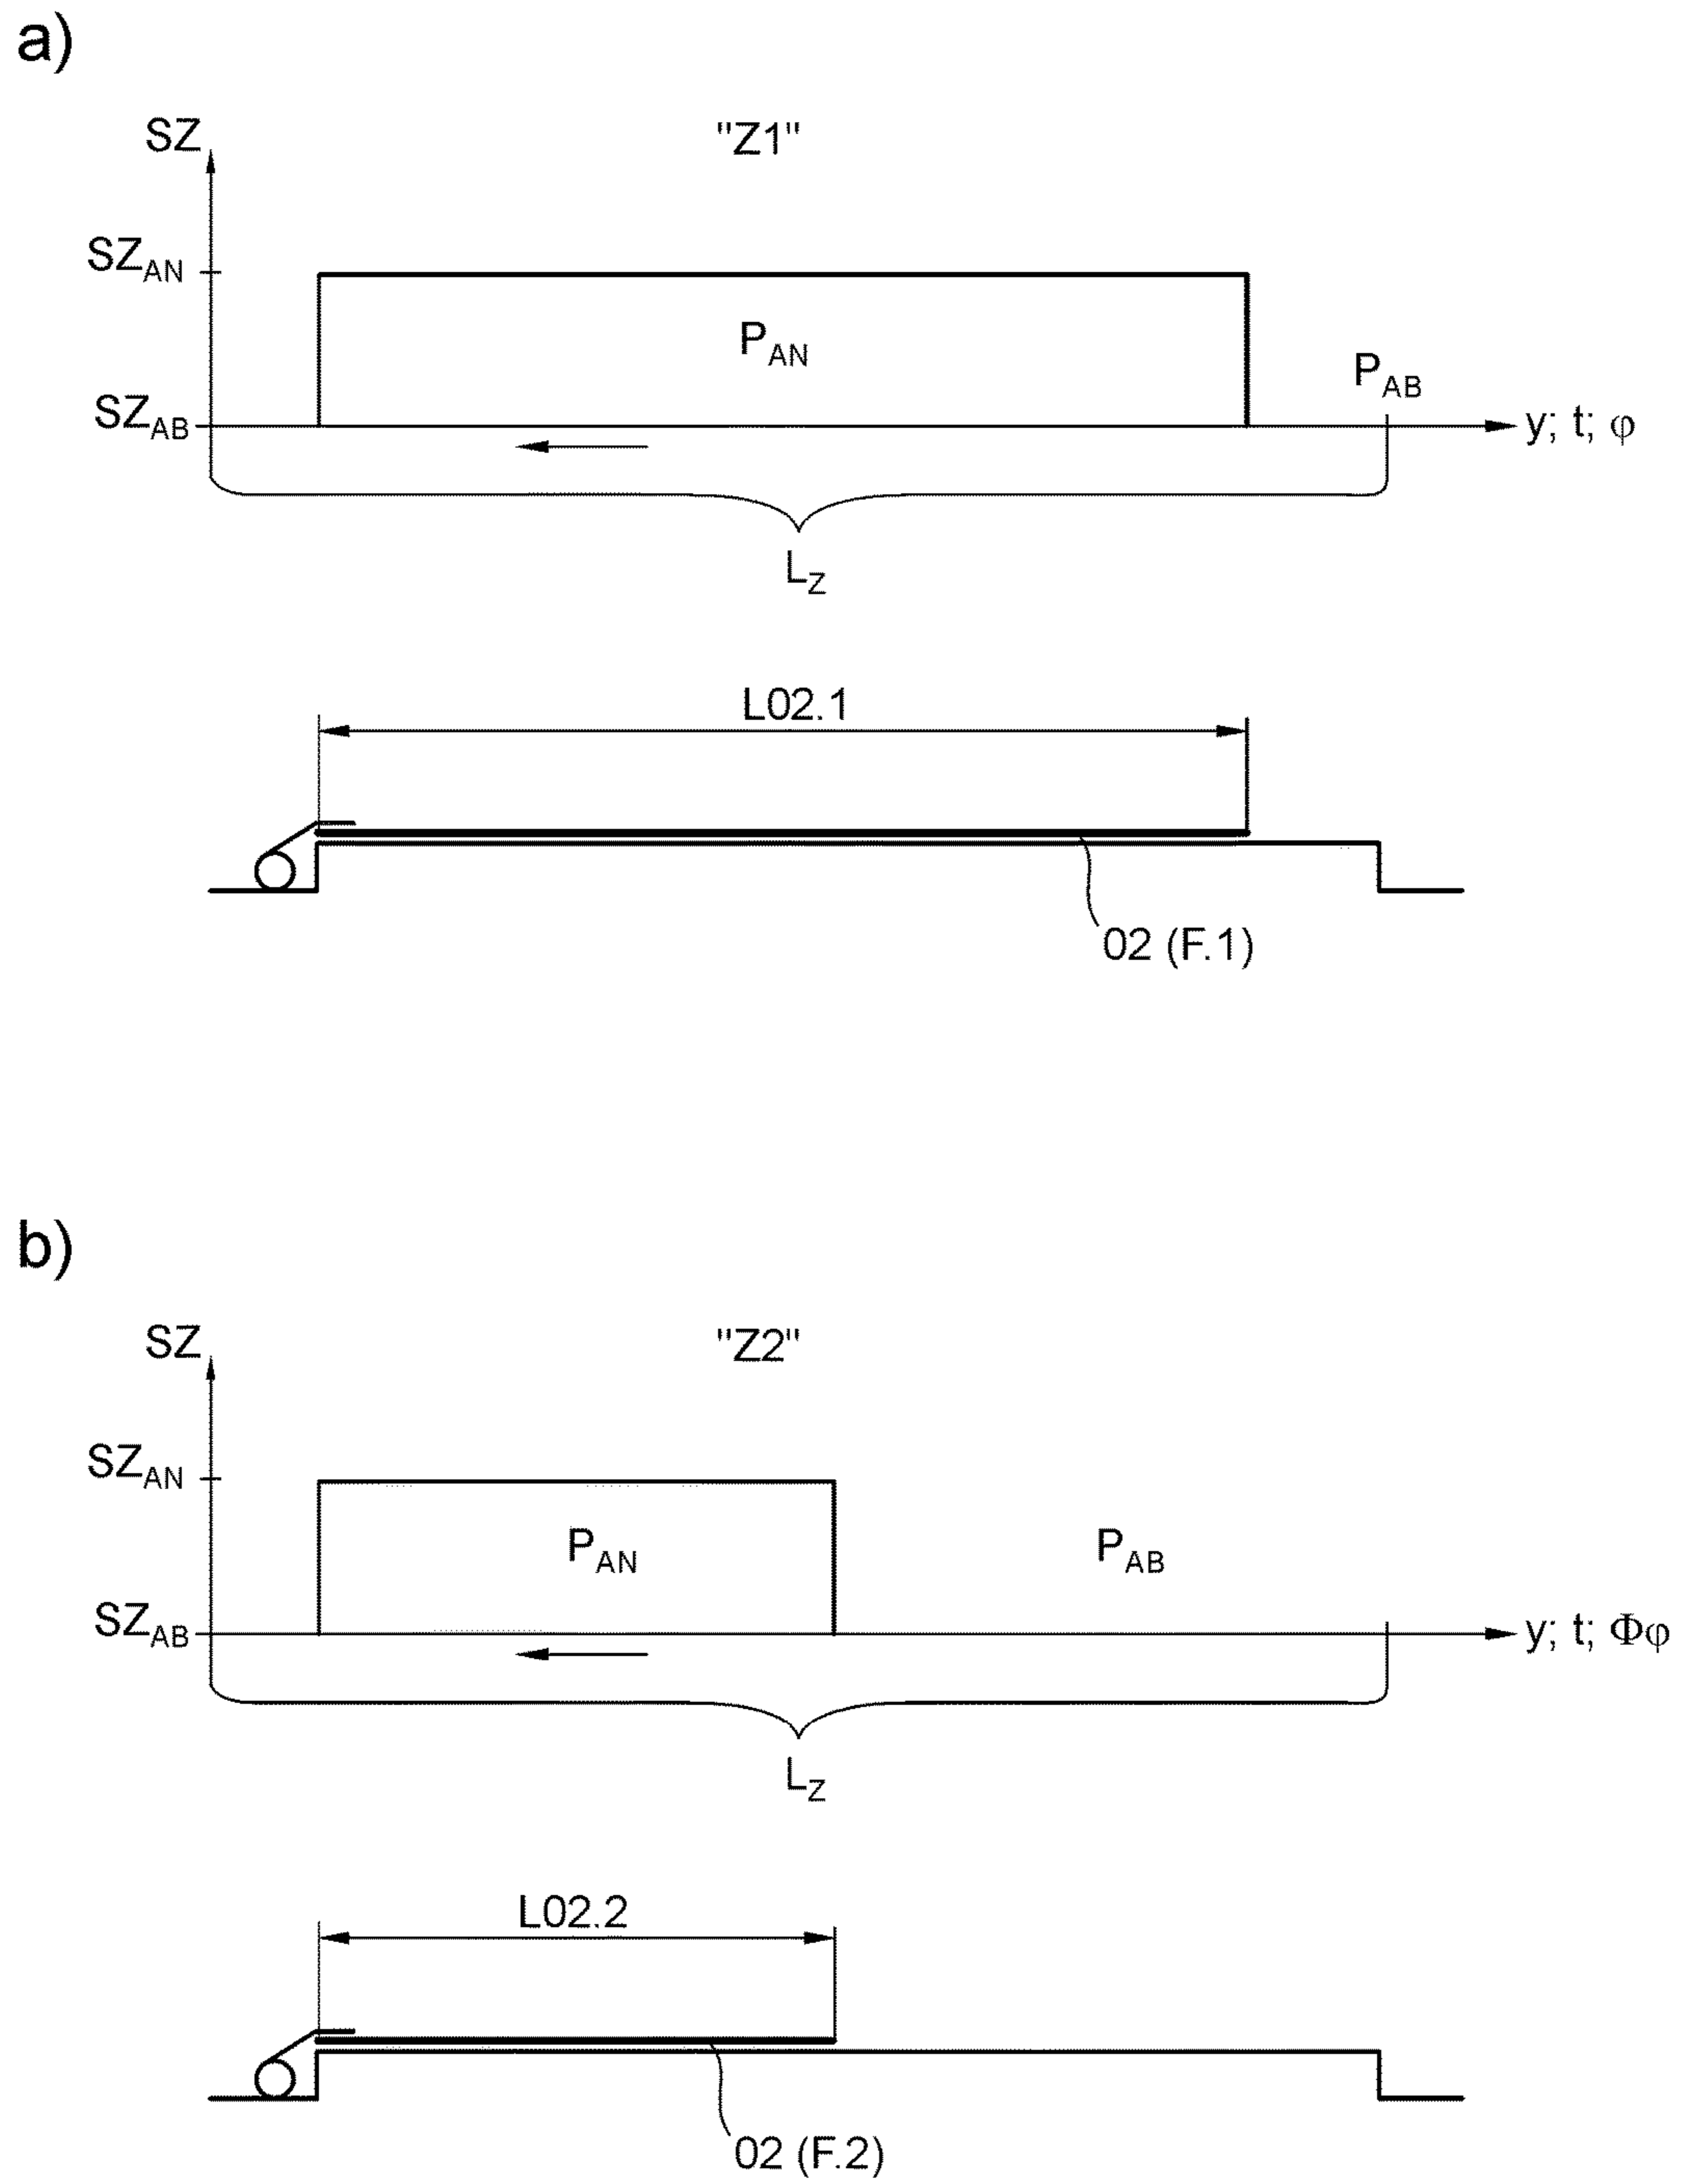 a)
SZ
"Z1"
SZAN
PAN
PAB
SZAB
y; t; φ
LZ
L02.1
02 (F.1)
b)
SZ
"Z2"
SZAN
PAN
PAB
SZAB
y; t; Φφ
LZ
L02.2
02 (F.2)